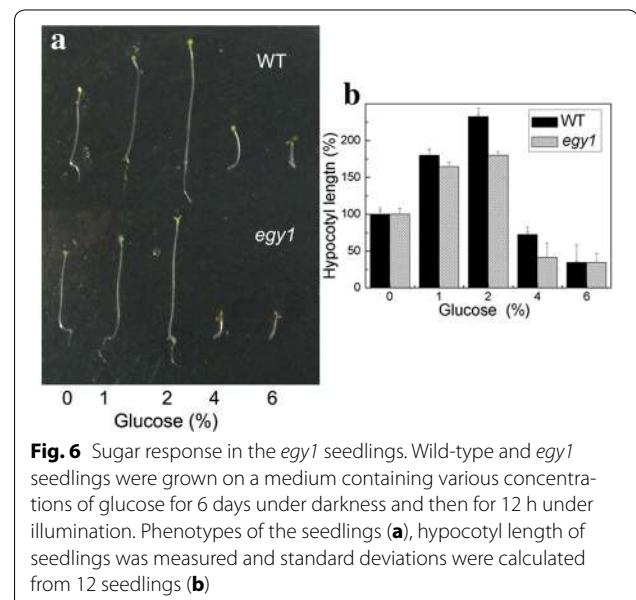 a
WT
egy1
0 1 2 4 6
Glucose (%)
b
WT
egy1
Hypocotyl length (%)
200
150
100
50
0
0 1 2 4 6
Glucose (%)
Fig. 6 Sugar response in the egy1 seedlings. Wild-type and egy1
seedlings were grown on a medium containing various concentra-
tions of glucose for 6 days under darkness and then for 12 h under
illumination. Phenotypes of the seedlings (a), hypocotyl length of
seedlings was measured and standard deviations were calculated
from 12 seedlings (b)